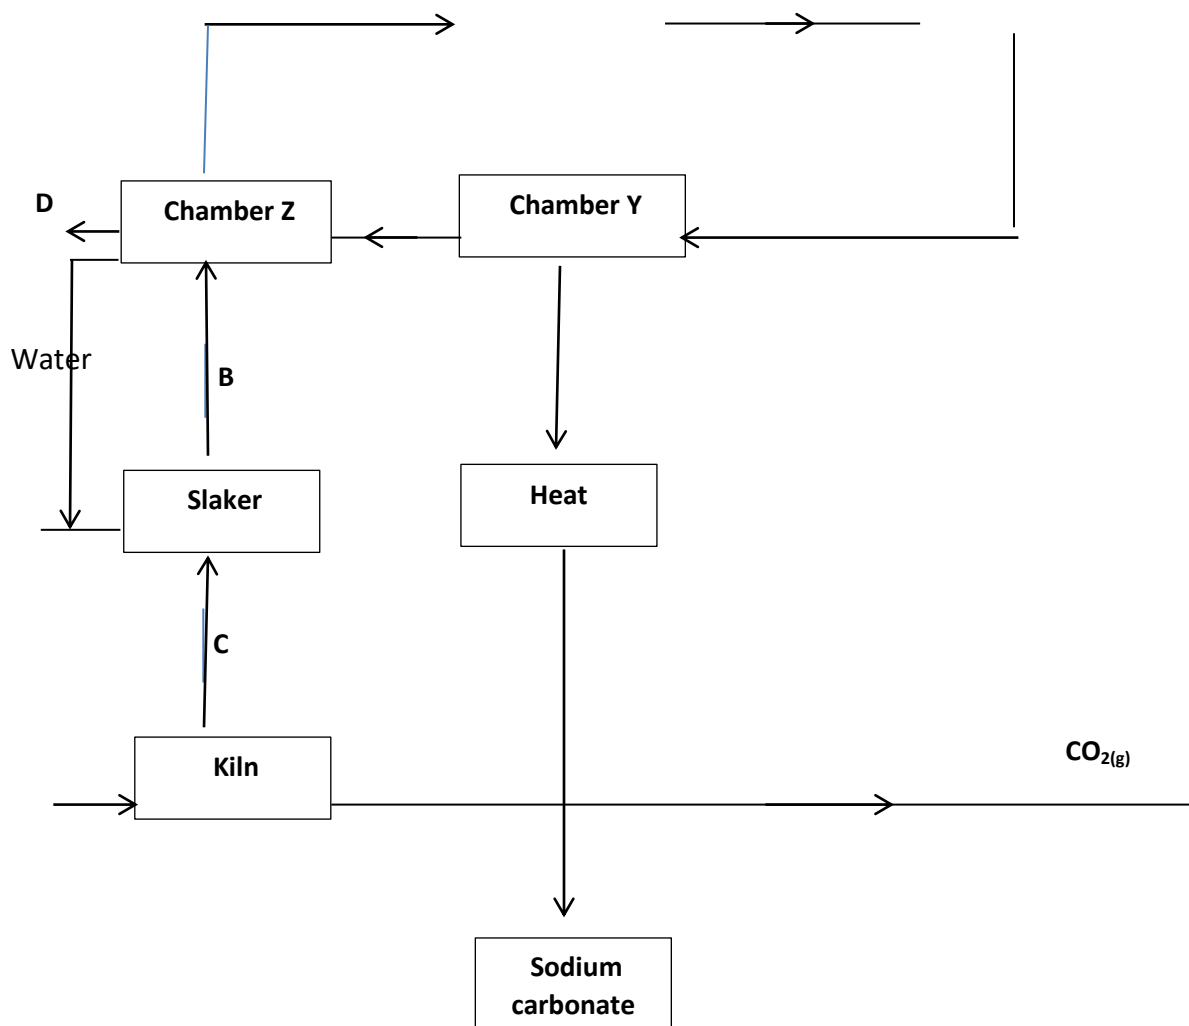 D
Chamber Z
Chamber Y
Water
B
Slaker
Heat
C
Kiln
CO2(g)
Sodium
carbonate